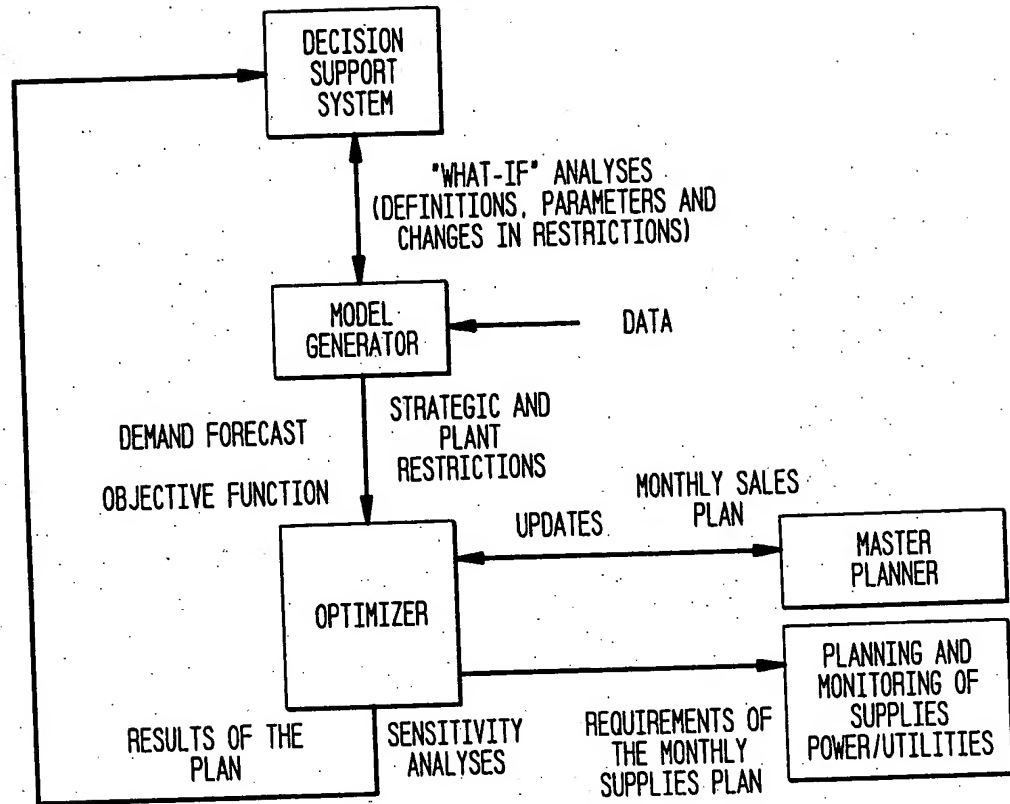 DECISION
SUPPORT
SYSTEM
"WHAT-IF" ANALYSES
(DEFINITIONS, PARAMETERS AND
CHANGES IN RESTRICTIONS)
MODEL
GENERATOR
DATA
DEMAND FORECAST
OBJECTIVE FUNCTION
STRATEGIC AND
PLANT
RESTRICTIONS
UPDATES
MONTHLY SALES
PLAN
MASTER
PLANNER
OPTIMIZER
PLANNING AND
MONITORING OF
SUPPLIES
POWER/UTILITIES
RESULTS OF THE
PLAN
SENSITIVITY
ANALYSES
REQUIREMENTS OF
THE MONTHLY
SUPPLIES PLAN